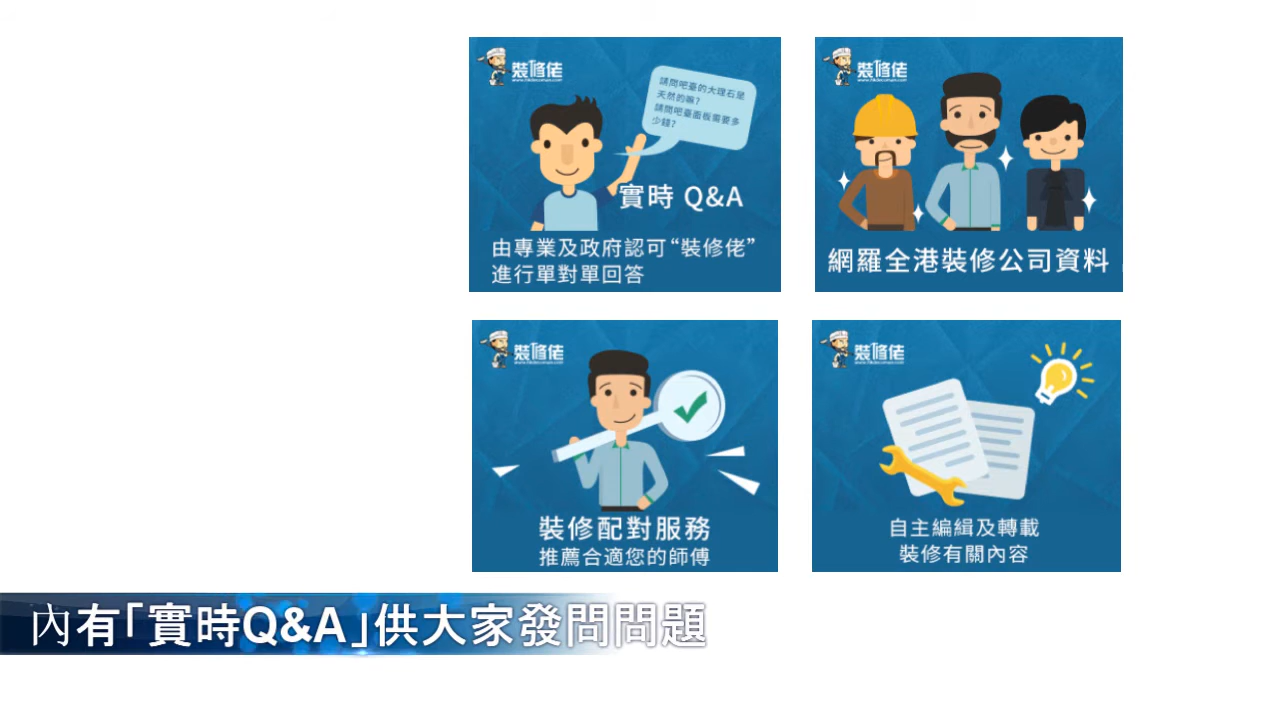 裝修佬
請問吧臺的大理石是
天然的嘛?
請問吧臺面板需要多
少錢?
實時 Q&A
由專業及政府認可“裝修佬”
進行單對單回答
裝修佬
網羅全港裝修公司資料
裝修佬
裝修配對服務
推薦合適您的師傅
裝修佬
自主編緝及轉載
裝修有關內容
內有「實時Q&A」供大家發問問題